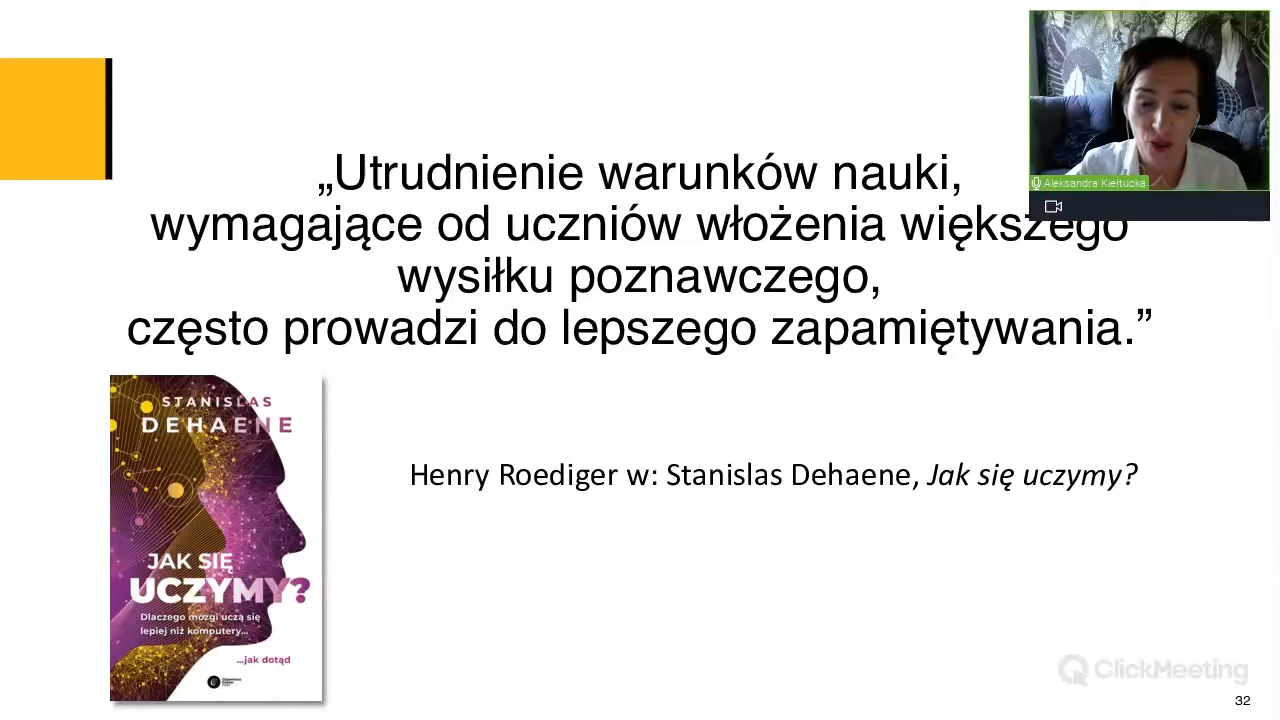 „Utrudnienie warunków nauki,
wymagające od uczniów włożenia większego
wysiłku poznawczego,
często prowadzi do lepszego zapamiętywania.”
Aleksandra Kiełtucka
STANISLAS
DEHAENE
JAK SIĘ
UCZYMY?
Dlaczego mózgi uczą się
lepiej niż komputery...
...jak dotąd
Henry Roediger w: Stanislas Dehaene, Jak się uczymy?
ClickMeeting
32